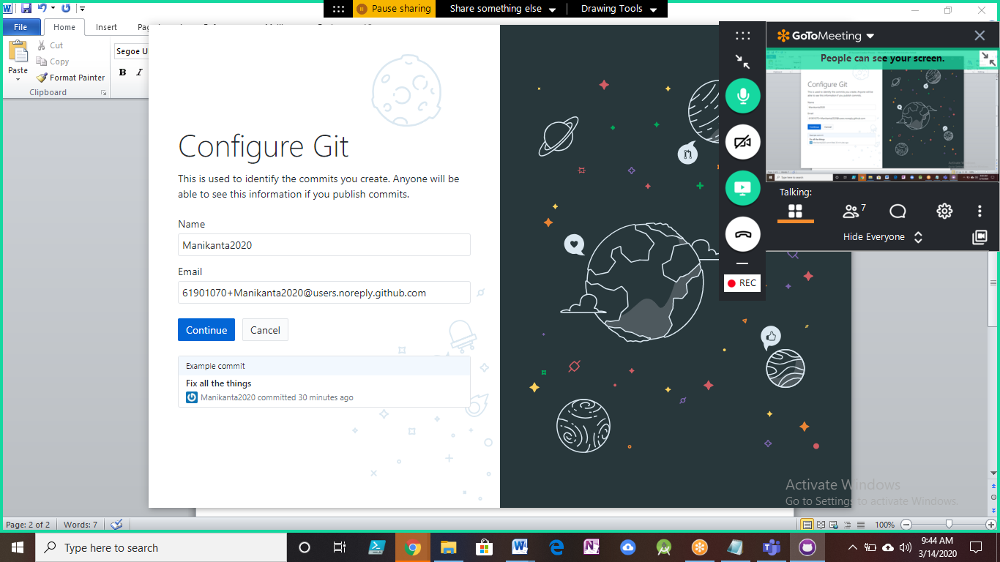 Pause sharing
Share something else
Drawing Tools
File
Home
Insert
Cut
Copy
Format Painter
Paste
Clipboard
Segoe U
B I
GoToMeeting
People can see your screen.
Talking:
7
Hide Everyone
REC
Configure Git
This is used to identify the commits you create. Anyone will be
able to see this information if you publish commits.
Name
Manikanta2020
Email
61901070+Manikanta2020@users.noreply.github.com
Continue
Cancel
Example commit
Fix all the things
Manikanta2020 committed 30 minutes ago
Activate Windows
Go to Settings to activate Windows.
Page: 2 of 2
Words: 7
100%
Type here to search
9:44 AM
3/14/2020